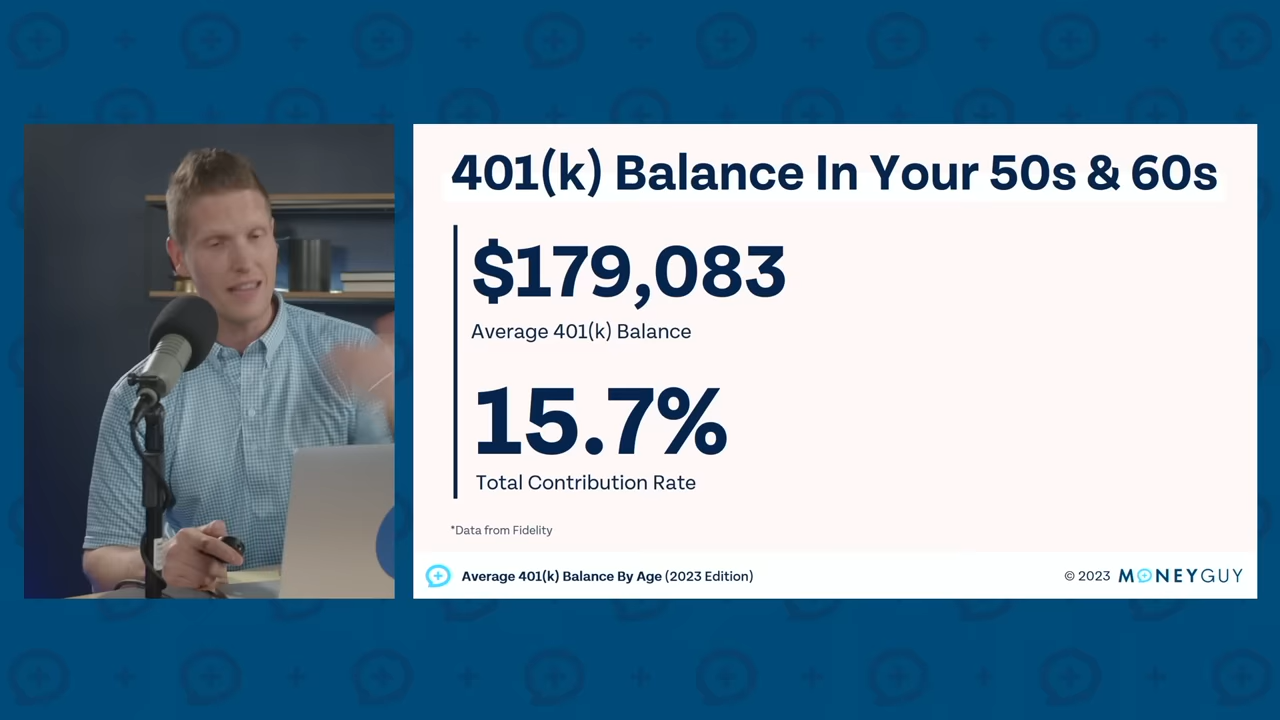 401(k) Balance In Your 50s & 60s
$179,083
Average 401(k) Balance
15.7%
Total Contribution Rate
*Data from Fidelity
Average 401(k) Balance By Age (2023 Edition)
© 2023 MONEYGUY